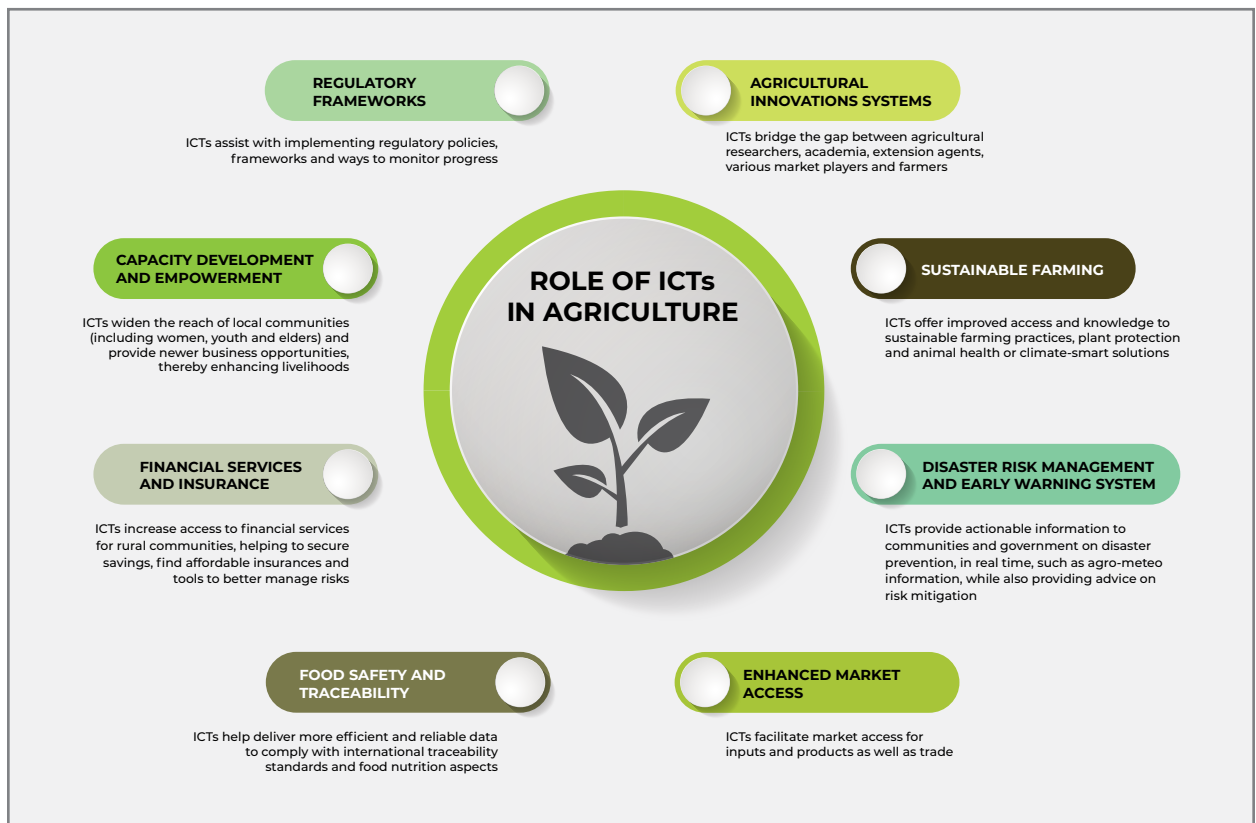 REGULATORY
FRAMEWORKS
ICTs assist with implementing regulatory policies,
frameworks and ways to monitor progress
AGRICULTURAL
INNOVATIONS SYSTEMS
ICTs bridge the gap between agricultural
researchers, academia, extension agents,
various market players and farmers
CAPACITY DEVELOPMENT
AND EMPOWERMENT
ICTs widen the reach of local communities
(including women, youth and elders) and
provide newer business opportunities,
thereby enhancing livelihoods
ROLE OF ICTs
IN AGRICULTURE
SUSTAINABLE FARMING
ICTs offer improved access and knowledge to
sustainable farming practices, plant protection
and animal health or climate-smart solutions
FINANCIAL SERVICES
AND INSURANCE
ICTs increase access to financial services
for rural communities, helping to secure
savings, find affordable insurances and
tools to better manage risks
DISASTER RISK MANAGEMENT
AND EARLY WARNING SYSTEM
ICTs provide actionable information to
communities and government on disaster
prevention, in real time, such as agro-meteo
information, while also providing advice on
risk mitigation
FOOD SAFETY AND
TRACEABILITY
ICTs help deliver more efficient and reliable data
to comply with international traceability
standards and food nutrition aspects
ENHANCED MARKET
ACCESS
ICTs facilitate market access for
inputs and products as well as trade